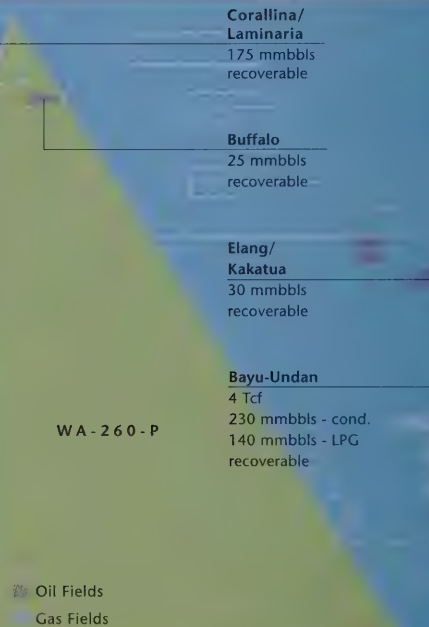 Corallina/
Laminaria
175 mmbbls
recoverable
Buffalo
25 mmbbls
recoverable
Elang/
Kakatua
30 mmbbls
recoverable
Bayu-Undan
4 Tcf
230 mmbbls - cond.
140 mmbbls - LPG
recoverable
WA-260-P
Oil Fields
Gas Fields